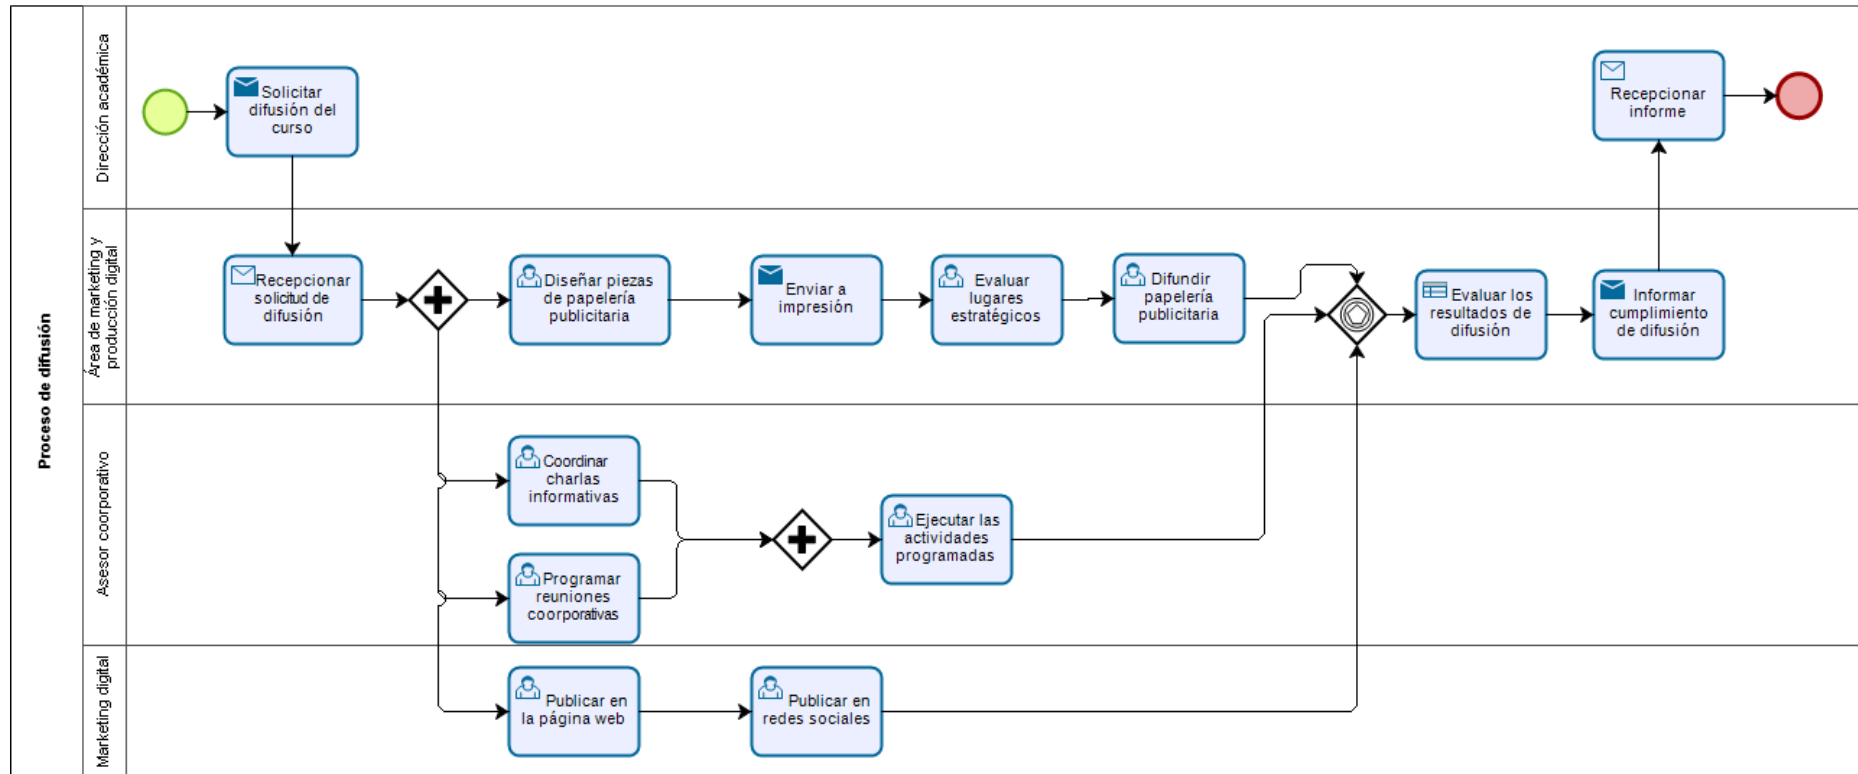 Proceso de difusión
Dirección académica
Solicitar
difusión del
curso
Recepcionar
informe
Área de marketing y
producción digital
Recepcionar
solicitud de
difusión
Diseñar piezas
de papelería
publicitaria
Enviar a
impresión
Evaluar
lugares
estratégicos
Difundir
papelería
publicitaria
Evaluar los
resultados de
difusión
Informar
cumplimiento
de difusión
Asesor coorporativo
Coordinar
charlas
informativas
Programar
reuniones
coorporativas
Ejecutar las
actividades
programadas
Marketing digital
Publicar en
la página web
Publicar en
redes sociales